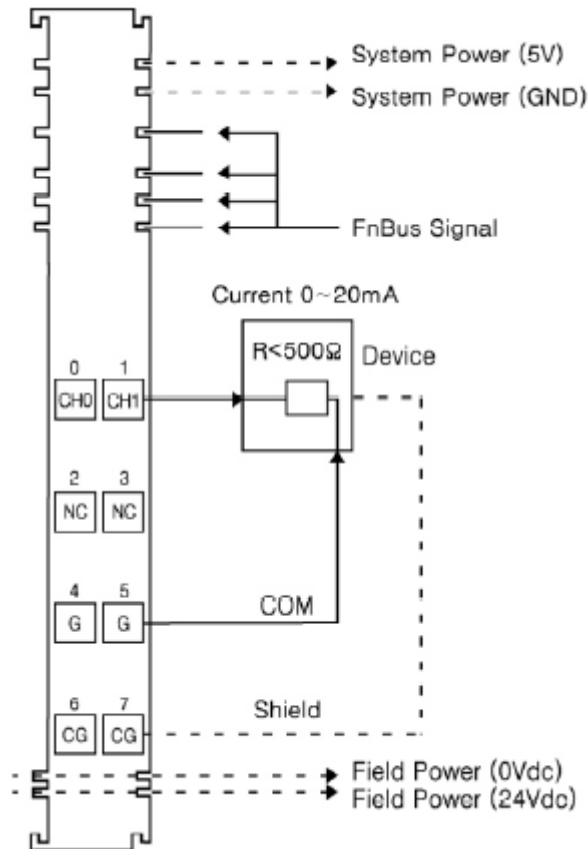 System Power (5V)
System Power (GND)
FnBus Signal
Current 0~20mA
R<500Ω
Device
0 1
CH0 CH1
2 3
NC NC
4 5
G G
COM
6 7
CG CG
Shield
Field Power (0Vdc)
Field Power (24Vdc)